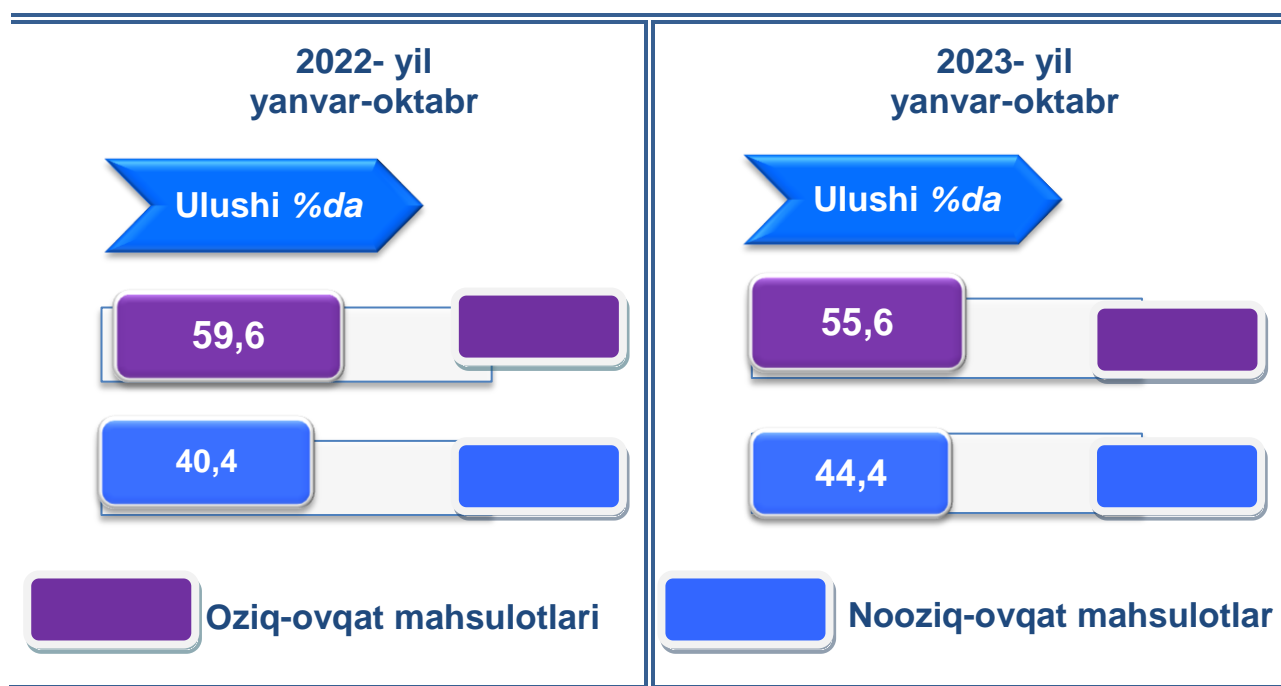 2022- yil
yanvar-oktabr
Ulushi %da
59,6
40,4
Oziq-ovqat mahsulotlari
2023- yil
yanvar-oktabr
Ulushi %da
55,6
44,4
Nooziq-ovqat mahsulotlar